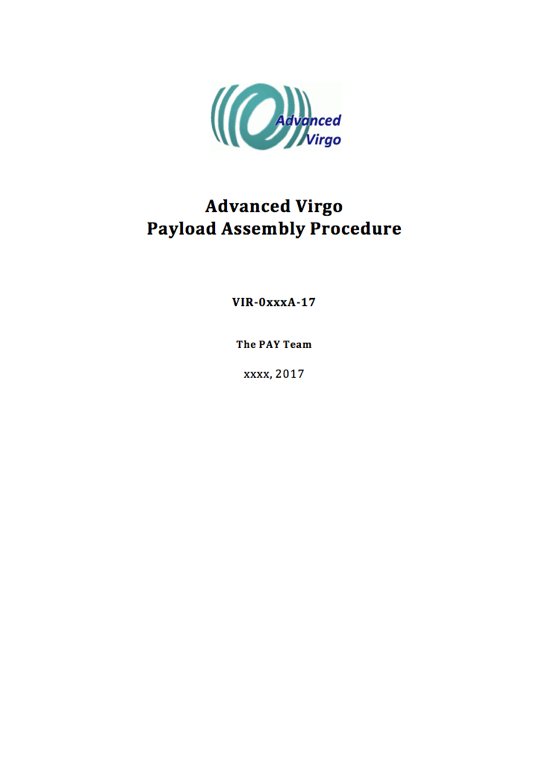 Advanced
Virgo
Advanced Virgo
Payload Assembly Procedure
VIR-0xxxA-17
The PAY Team
xxxx, 2017